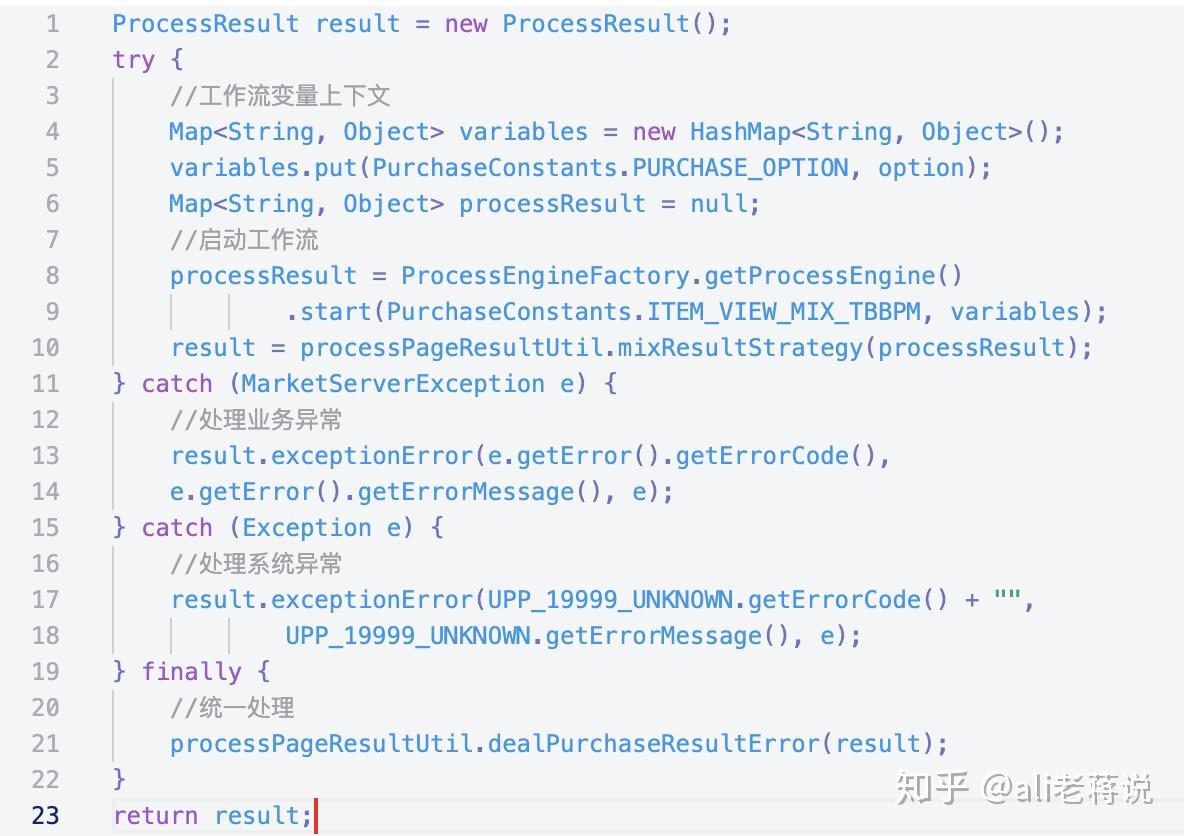 1 ProcessResult result = new ProcessResult();
2 try {
3 //工作流变量上下文
4 Map<String, Object> variables = new HashMap<String, Object>();
5 variables.put(PurchaseConstants.PURCHASE_OPTION, option);
6 Map<String, Object> processResult = null;
7 //启动工作流
8 processResult = ProcessEngineFactory.getProcessEngine()
9 .start(PurchaseConstants.ITEM_VIEW_MIX_TBBPM, variables);
10 result = processPageResultUtil.mixResultStrategy(processResult);
11 } catch (MarketServerException e) {
12 //处理业务异常
13 result.exceptionError(e.getError().getErrorCode(),
14 e.getError().getErrorMessage(), e);
15 } catch (Exception e) {
16 //处理系统异常
17 result.exceptionError(UPP_19999_UNKNOWN.getErrorCode() + "",
18 UPP_19999_UNKNOWN.getErrorMessage(), e);
19 } finally {
20 //统一处理
21 processPageResultUtil.dealPurchaseResultError(result);
22 }
23 return result;
知乎 @ali老蒋说